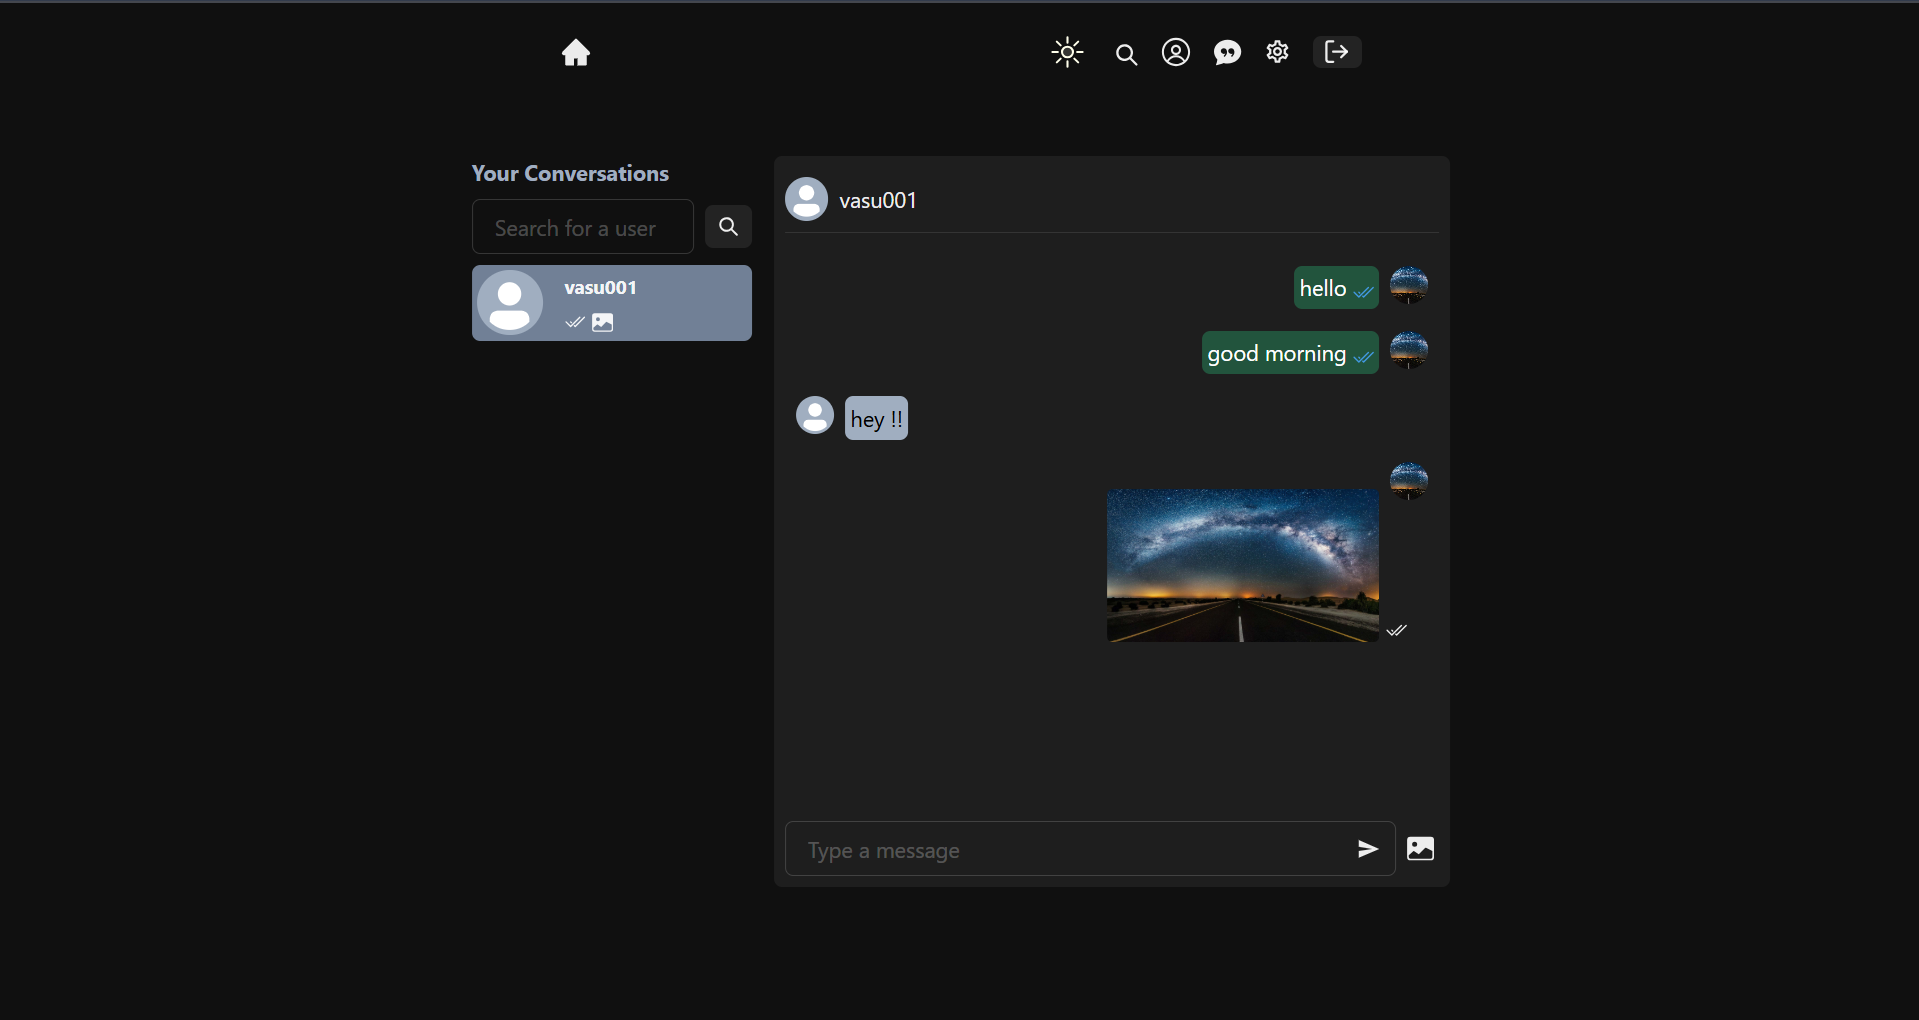 Your Conversations
Search for a user
vasu001
vasu001
hello
good morning
hey !!
Type a message